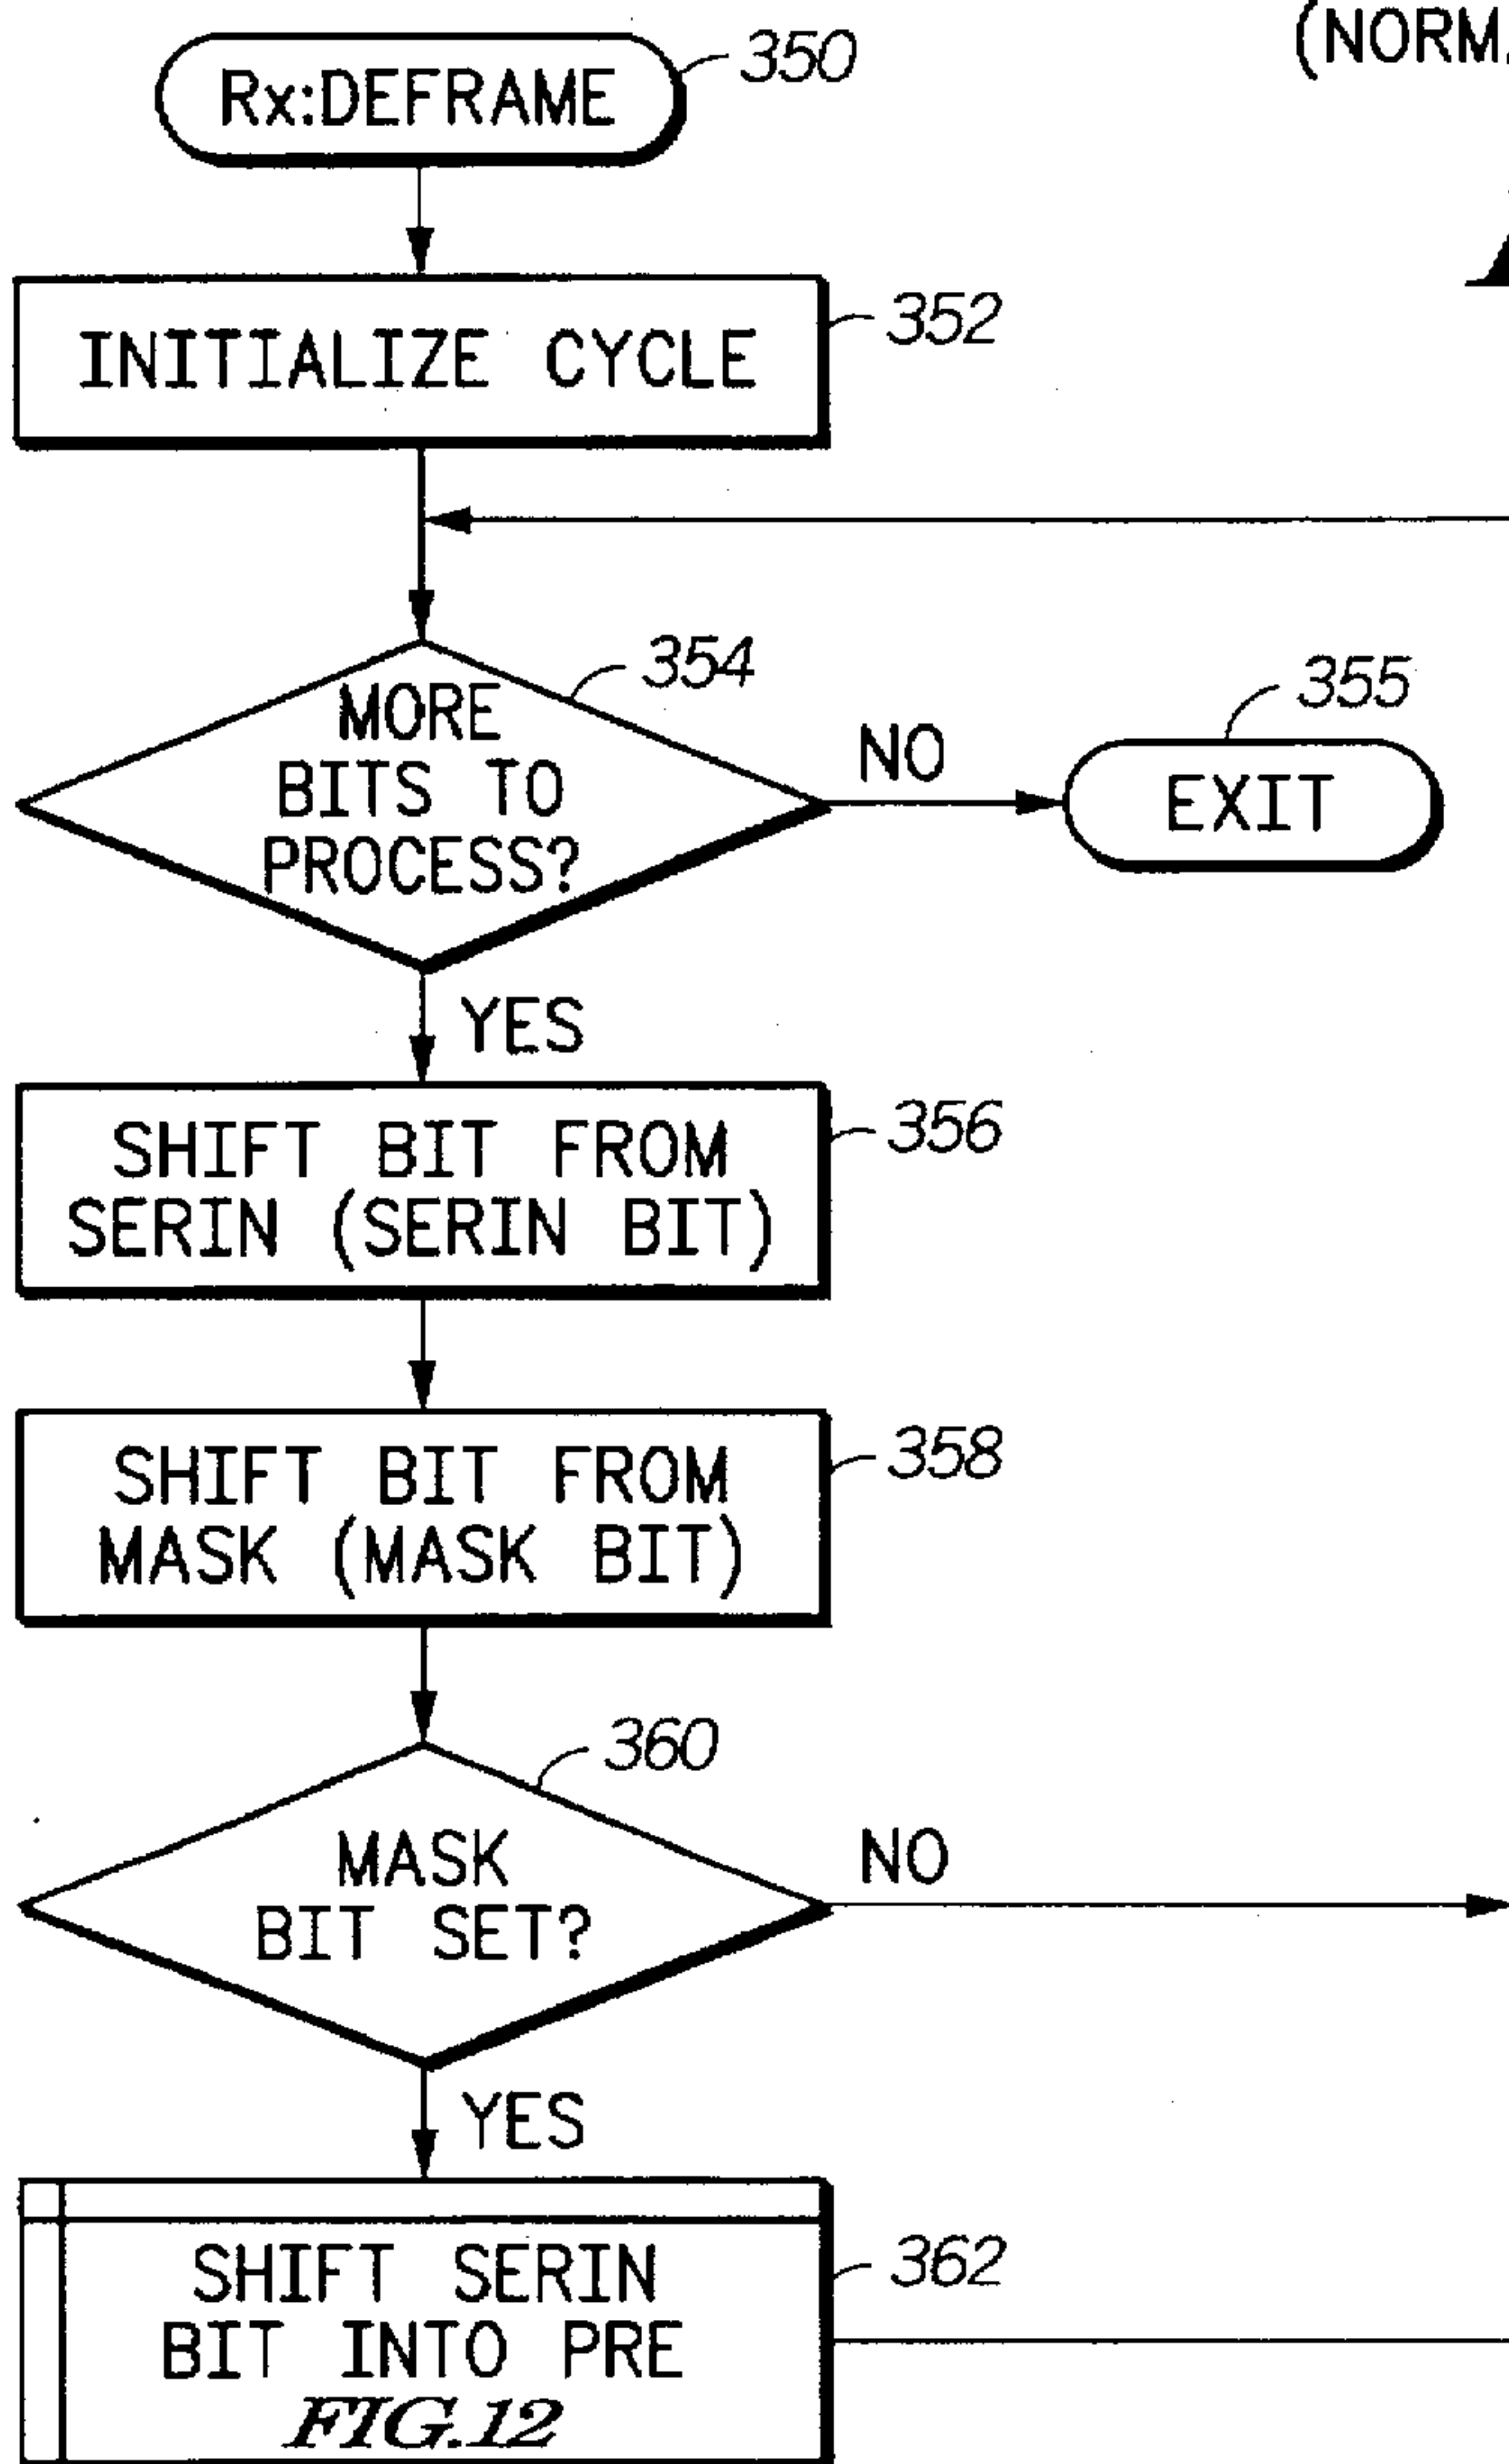 (NORM
Rx:DEFRAME
350
INITIALIZE CYCLE
352
MORE
BITS TO
PROCESS?
354
NO
EXIT
355
YES
SHIFT BIT FROM
SERIN (SERIN BIT)
356
SHIFT BIT FROM
MASK (MASK BIT)
358
MASK
BIT SET?
360
NO
YES
SHIFT SERIN
BIT INTO PRE
FIG.12
362